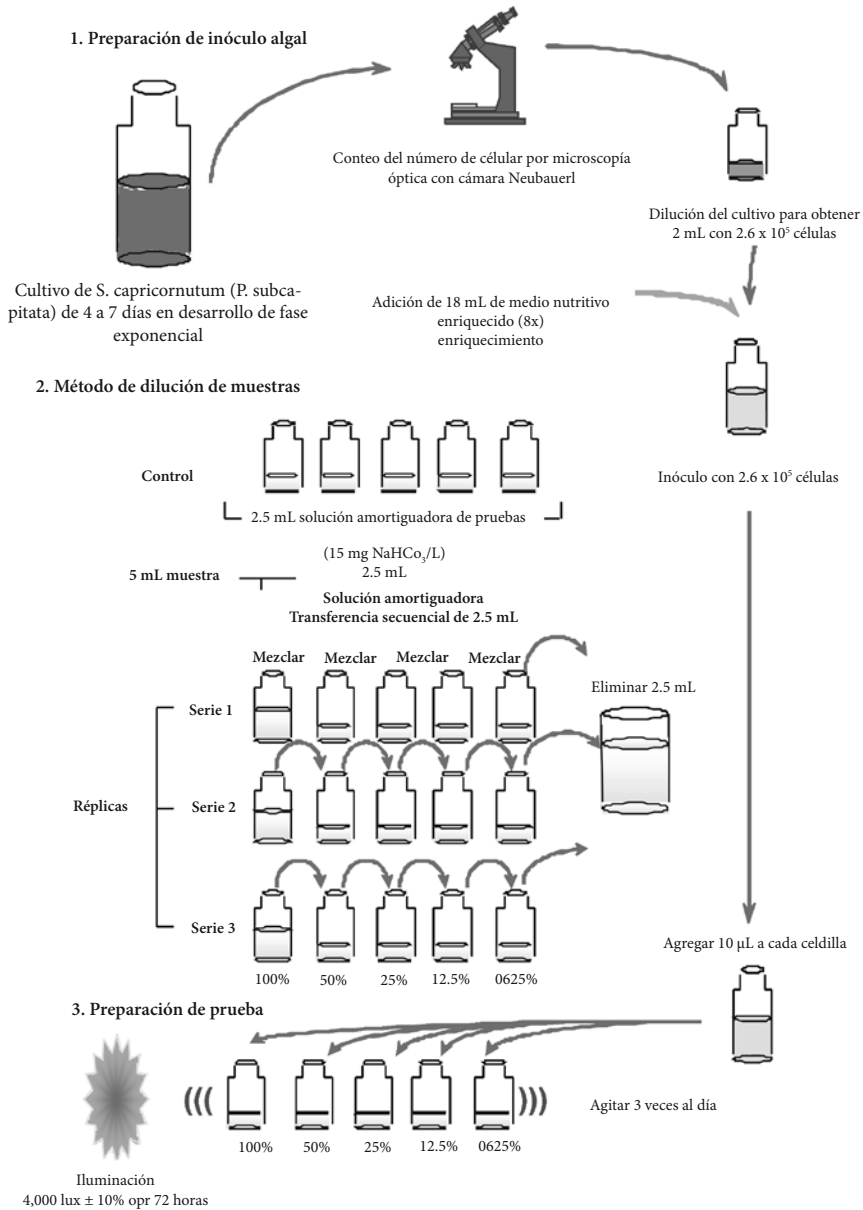 1. Preparación de inóculo algal
Conteo del número de célular por microscopía
óptica con cámara Neubauerl
Dilución del cultivo para obtener
2 mL con 2.6 x 10⁵ células
Cultivo de S. capricornutum (P. subca-
pitata) de 4 a 7 días en desarrollo de fase
exponencial
Adición de 18 mL de medio nutritivo
enriquecido (8x)
enriquecimiento
Inóculo con 2.6 x 10⁵ células
2. Método de dilución de muestras
Control
2.5 mL solución amortiguadora de pruebas
(15 mg NaHCo₃/L)
2.5 mL
5 mL muestra
Solución amortiguadora
Transferencia secuencial de 2.5 mL
Mezclar Mezclar Mezclar Mezclar
Eliminar 2.5 mL
Serie 1
Réplicas
Serie 2
Serie 3
100% 50% 25% 12.5% 0625%
Agregar 10 µL a cada celdilla
3. Preparación de prueba
Agitar 3 veces al día
100% 50% 25% 12.5% 0625%
Iluminación
4,000 lux ± 10% opr 72 horas